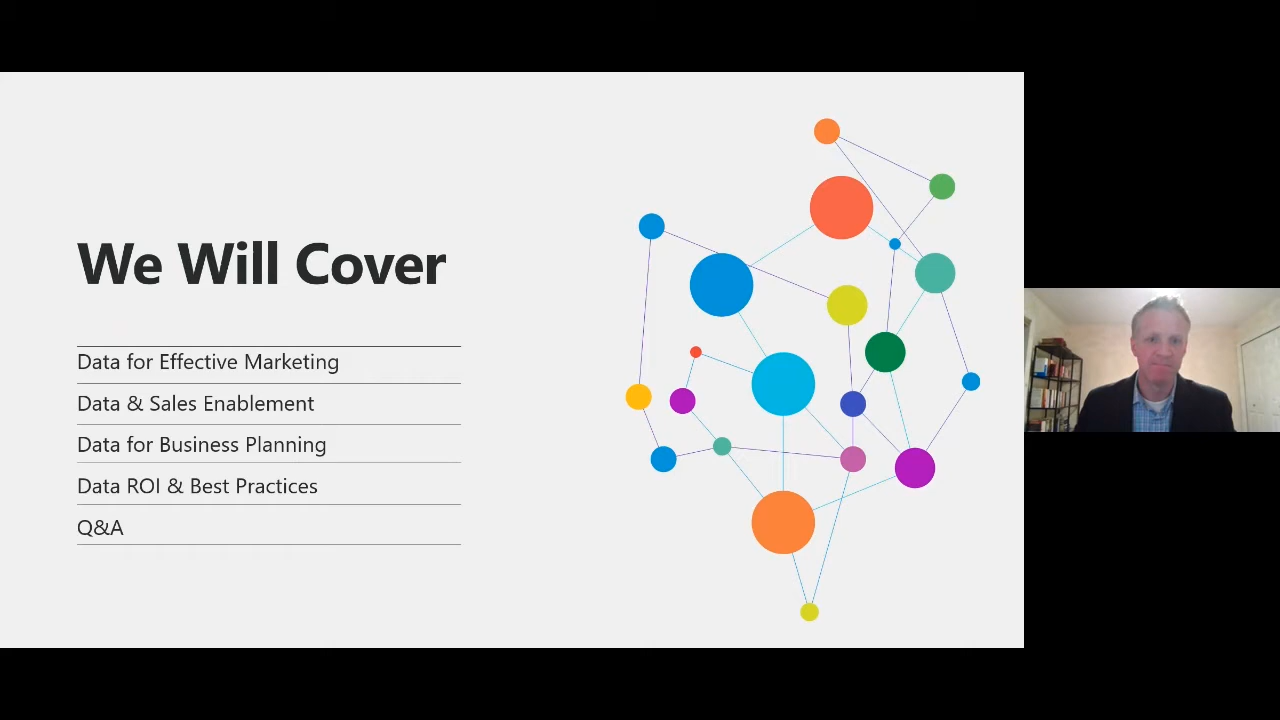 We Will Cover
Data for Effective Marketing
Data & Sales Enablement
Data for Business Planning
Data ROI & Best Practices
Q&A